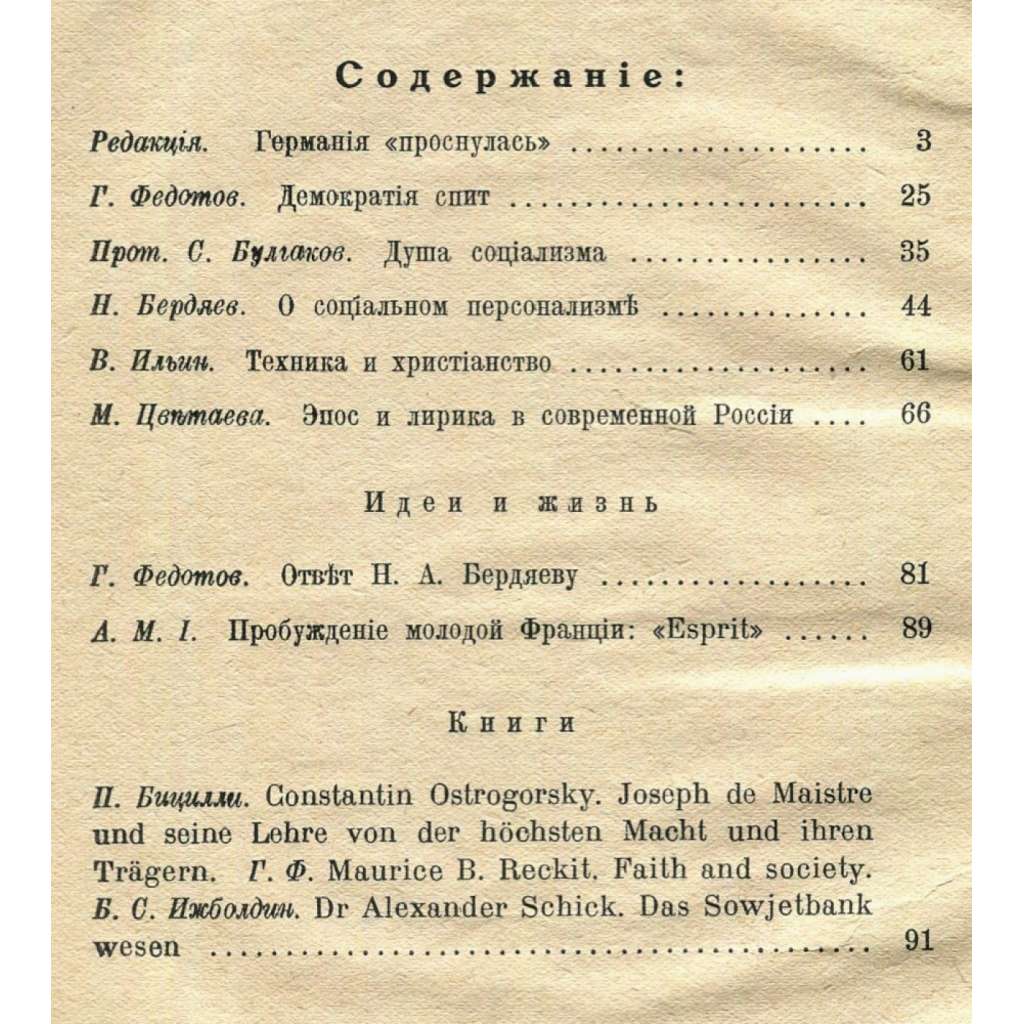 Содержаніе:
Редакція. Германія «проснулась» .................... 3
Г. Федотов. Демократія спит ........................ 25
Прот. С. Булгаков. Душа соціализма ................ 35
Н. Бердяев. О соціальном персонализмѣ .............. 44
В. Ильин. Техника и христіанство .................... 61
М. Цвѣтаева. Эпос и лирика в современной Россіи .... 66
Идеи и жизнь
Г. Федотов. Отвѣт Н. А. Бердяеву .................. 81
А. М. І. Пробужденіе молодой Франціи: «Esprit» ...... 89
Книги
П. Бицилли. Constantin Ostrogorsky. Joseph de Maistre
und seine Lehre von der höchsten Macht und ihren
Trägern. Г. Ф. Maurice B. Reckit. Faith and society.
Б. С. Ижболдин. Dr Alexander Schick. Das Sowjetbank
wesen ............................................ 91